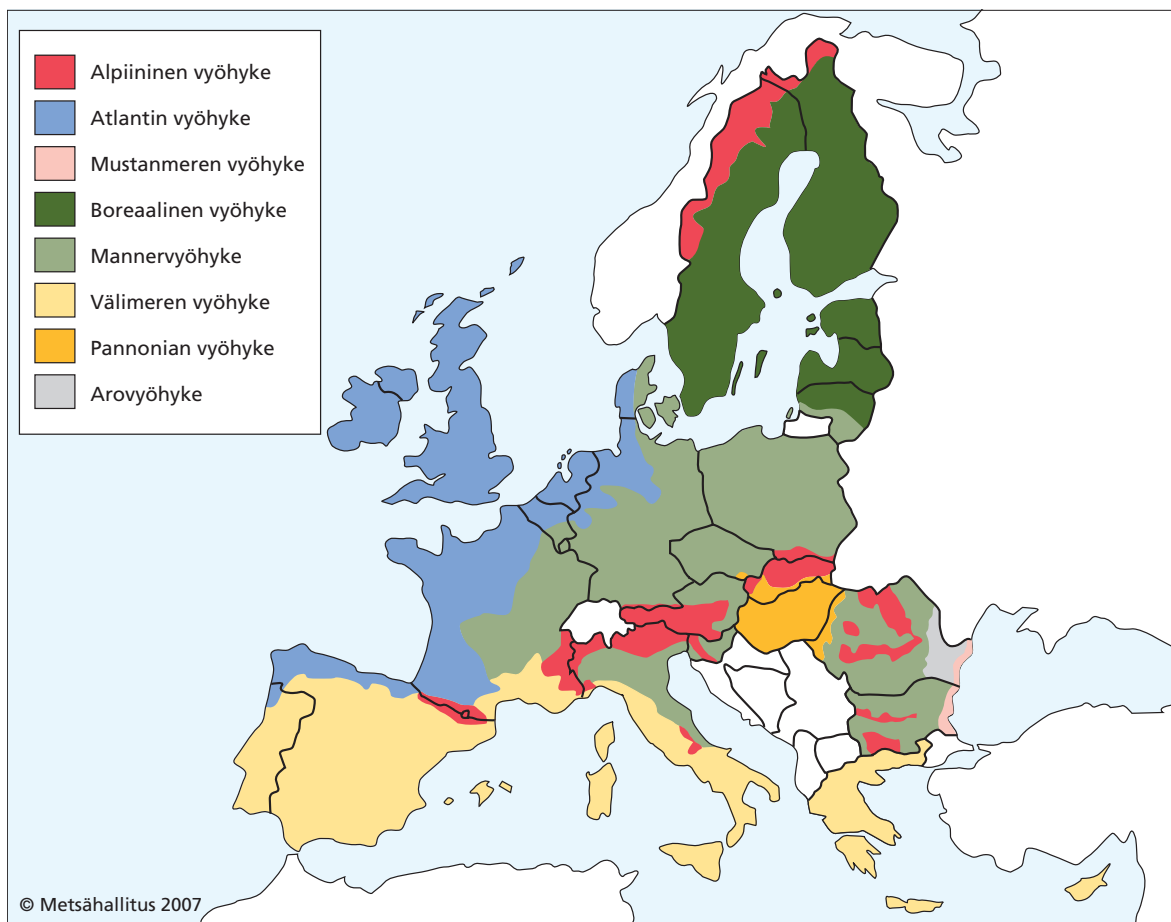 Alpiininen vyöhyke
Atlantin vyöhyke
Mustanmeren vyöhyke
Boreaalinen vyöhyke
Mannervyöhyke
Välimeren vyöhyke
Pannonian vyöhyke
Arovyöhyke
© Metsähallitus 2007